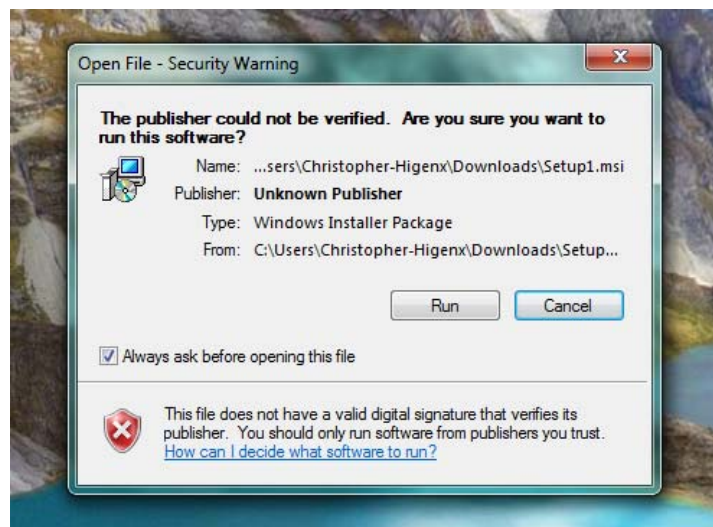 Open File - Security Warning
The publisher could not be verified.  Are you sure you want to
run this software?
Name: ...sers\Christopher-Higenx\Downloads\Setup1.msi
Publisher: Unknown Publisher
Type: Windows Installer Package
From: C:\Users\Christopher-Higenx\Downloads\Setup...
Run Cancel
Always ask before opening this file
This file does not have a valid digital signature that verifies its
publisher.  You should only run software from publishers you trust.
How can I decide what software to run?